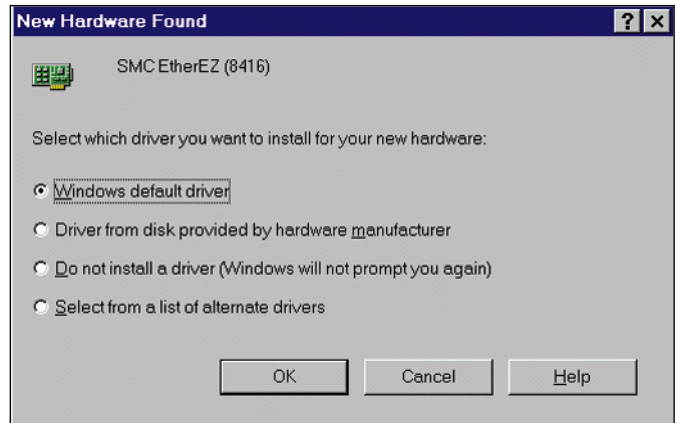 New Hardware Found
? ×
SMC EtherEZ (8416)
Select which driver you want to install for your new hardware:
Windows default driver
Driver from disk provided by hardware manufacturer
Do not install a driver (Windows will not prompt you again)
Select from a list of alternate drivers
OK Cancel Help